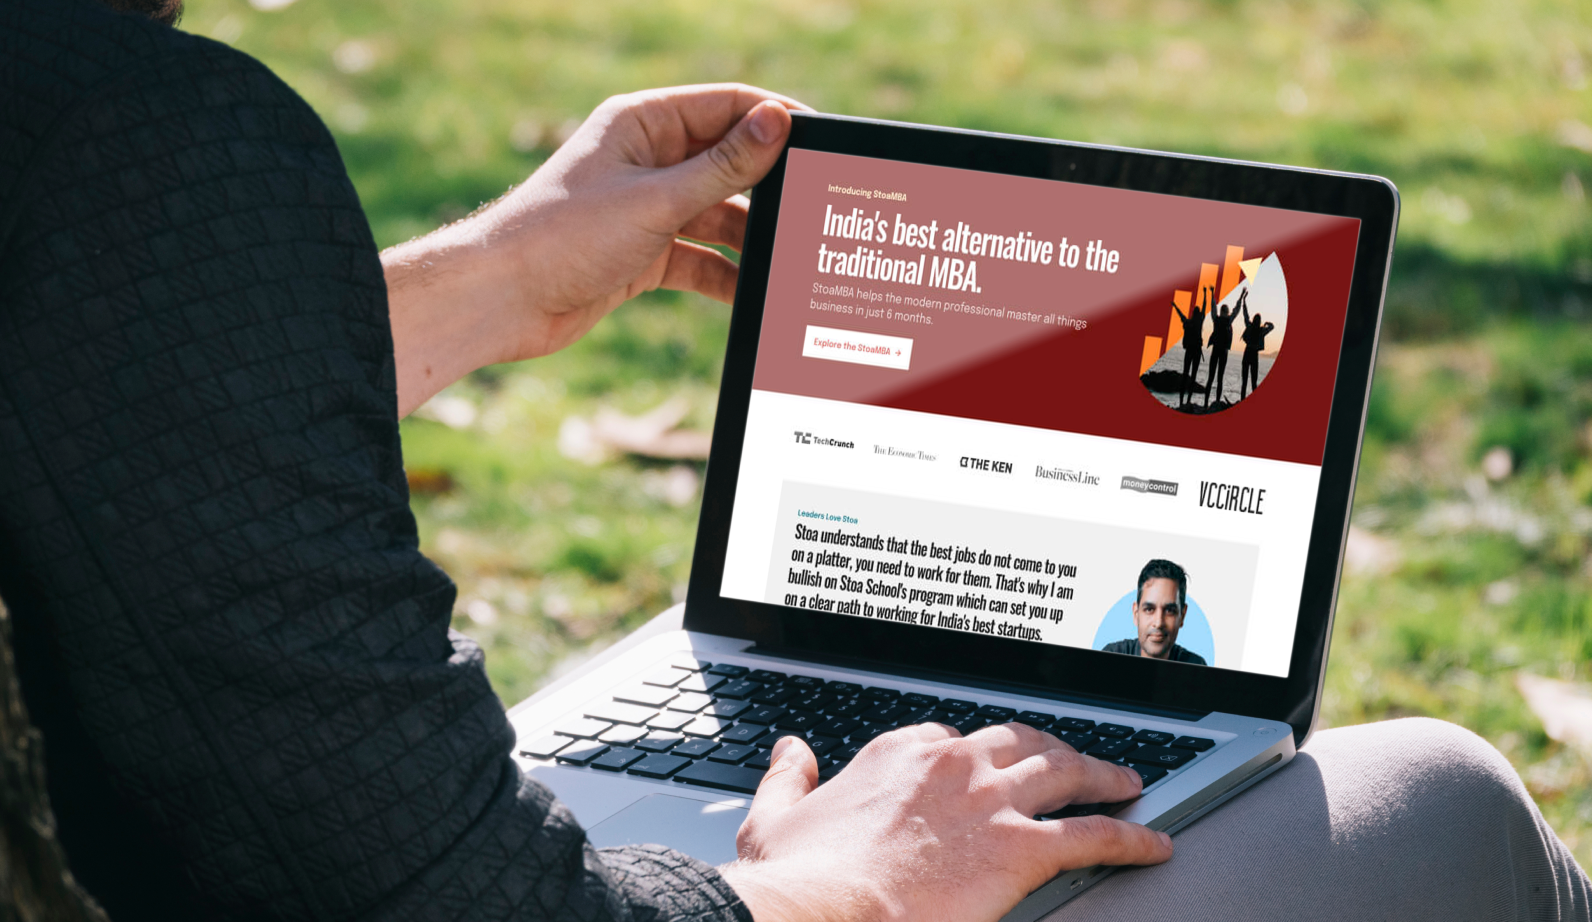 Introducing StoaMBA
India's best alternative to the
traditional MBA.
StoaMBA helps the modern professional master all things
business in just 6 months.
Explore the StoaMBA →
TC TechCrunch
THE ECONOMIC TIMES
THE KEN
BusinessLine
moneycontrol
VCCiRCLE
Leaders Love Stoa
Stoa understands that the best jobs do not come to you
on a platter, you need to work for them. That's why I am
bullish on Stoa School's program which can set you up
on a clear path to working for India's best startups.